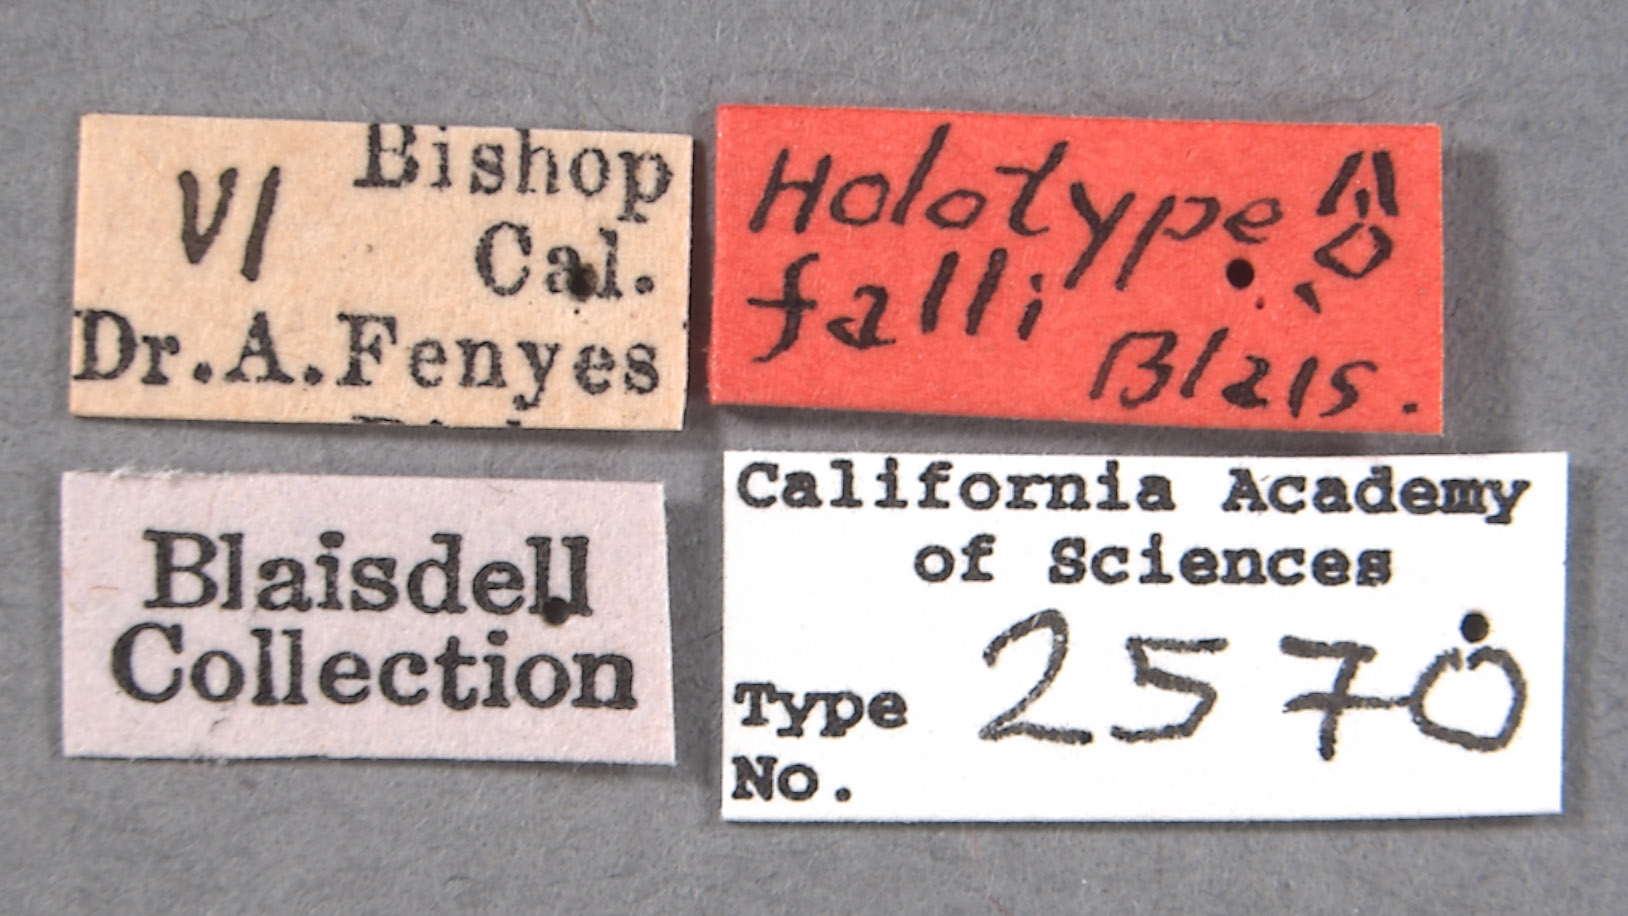 VI Bishop
Cal.
Dr. A. Fenyes
Holotype ♂
falli
Blais.
Blaisdell
Collection
California Academy
of Sciences
Type
No. 2570